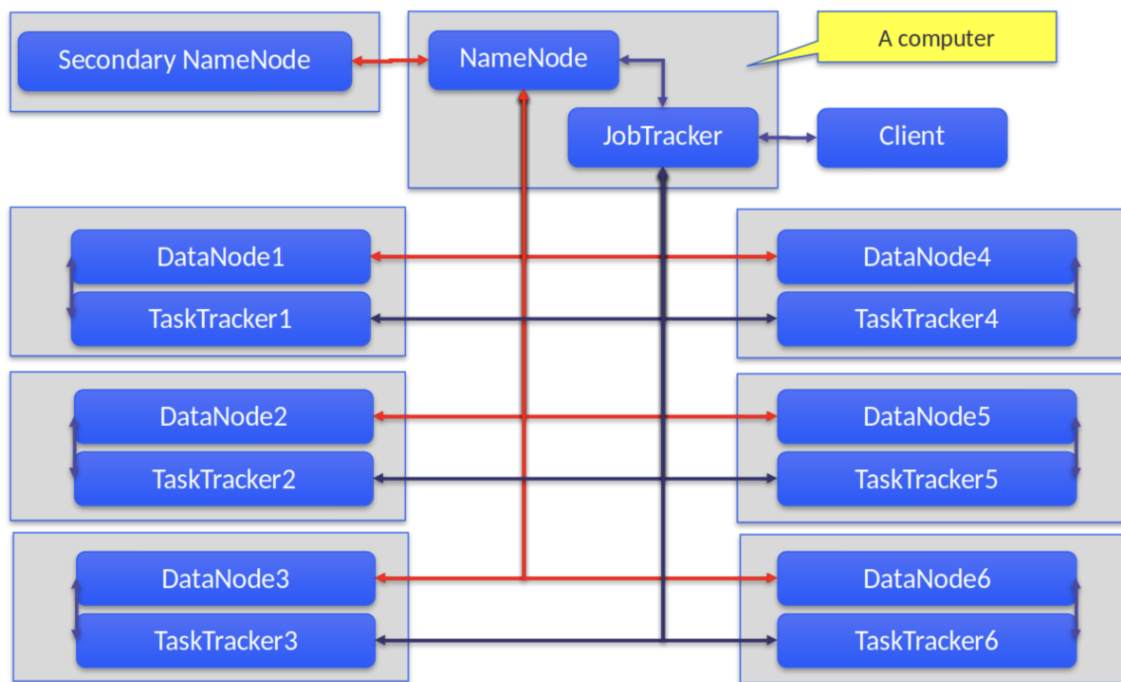 Secondary NameNode
NameNode
A computer
JobTracker
Client
DataNode1
TaskTracker1
DataNode4
TaskTracker4
DataNode2
TaskTracker2
DataNode5
TaskTracker5
DataNode3
TaskTracker3
DataNode6
TaskTracker6